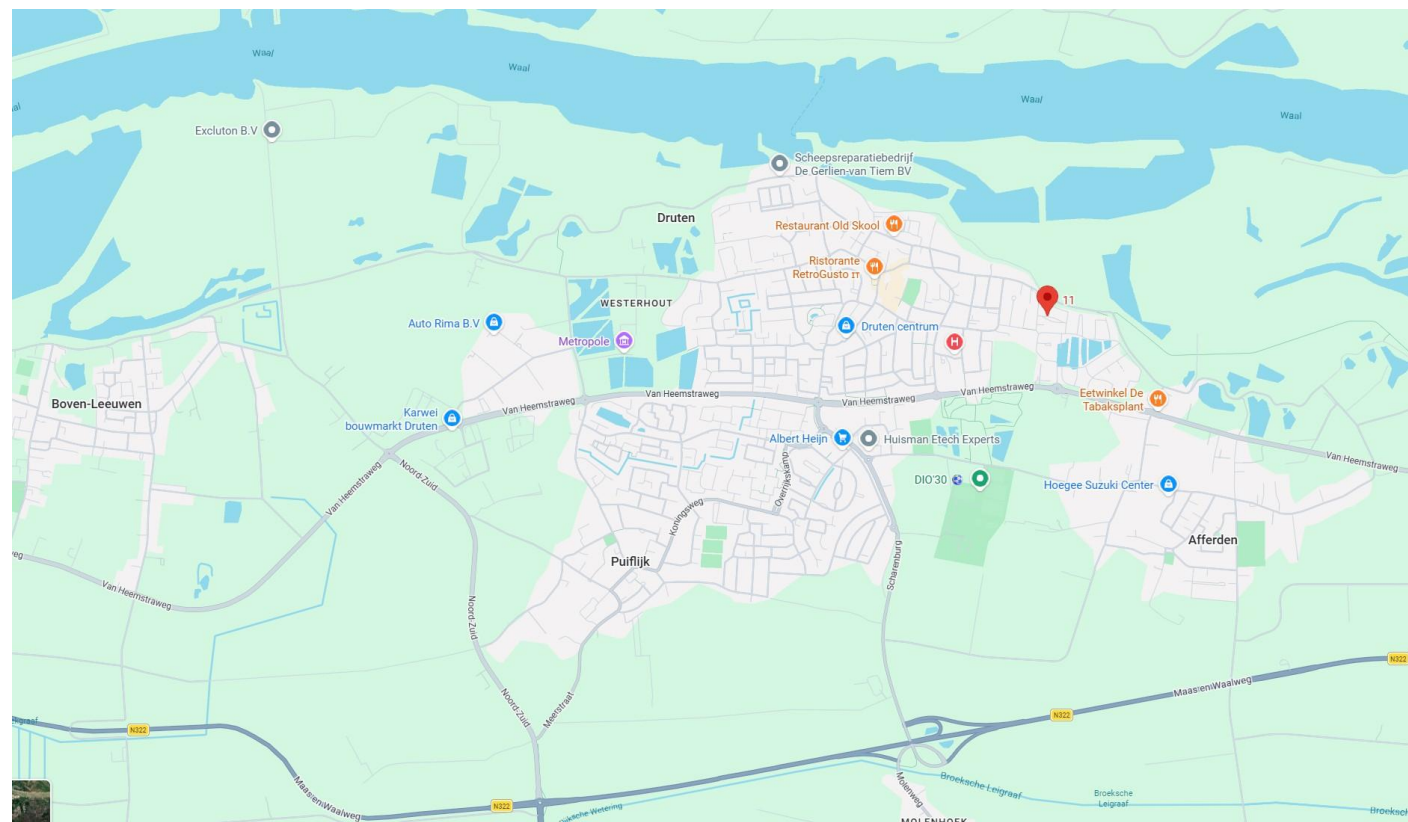 Waal
Waal
Waal
Waal
Excluton B.V
Scheepsreparatiebedrijf
De Gerlien-van Tiem BV
Druten
Restaurant Old Skool
Ristorante
RetroGusto IT
WESTERHOUT
11
Auto Rima B.V
Druten centrum
Metropole
Van Heemstraweg
Van Heemstraweg
Van Heemstraweg
Van Heemstraweg
Eetwinkel De
Tabaksplant
Boven-Leeuwen
Karwei
bouwmarkt Druten
Albert Heijn
Huisman Etech Experts
Van Heemstraweg
Noord-Zuid
Overrijskamp
DIO'30
Hoegee Suzuki Center
Van Heemstraweg
Koningsweg
Afferden
Puiflijk
Scharenburg
Van Heemstraweg
Noord-Zuid
N322
Maas en Waalweg
Noord-Zuid
Meerstraat
N322
N322
Maas en Waalweg
Molenweg
Broeksche Leigraaf
Broeksche
Leigraaf
N322
MOLENHOEK